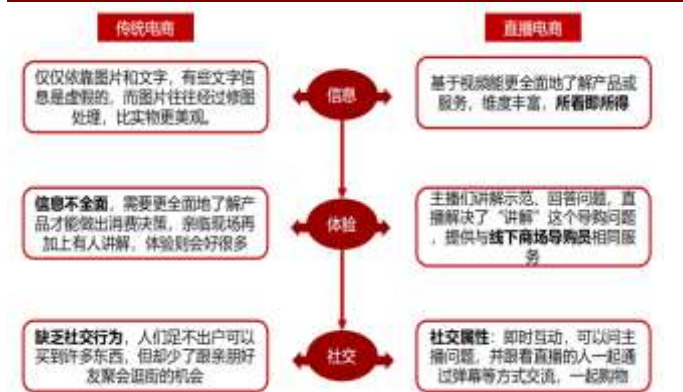 传统电商
直播电商
仅仅依靠图片和文字，有些文字信
息是虚假的，而图片往往经过修图
处理，比实物更美观。
信息
基于视频能更全面地了解产品或
服务，维度丰富，所看即所得
信息不全面，需要更全面地了解产
品才能做出消费决策，亲临现场再
加上有人讲解，体验则会好很多
体验
主播们讲解示范、回答问题，直
播解决了“讲解”这个导购问题
，提供与线下商场导购员相同服
务
缺乏社交行为，人们足不出户可以
买到许多东西，但却少了跟亲朋好
友聚会逛街的机会
社交
社交属性：即时互动，可以问主
播问题，并跟看直播的人一起通
过弹幕等方式交流，一起购物